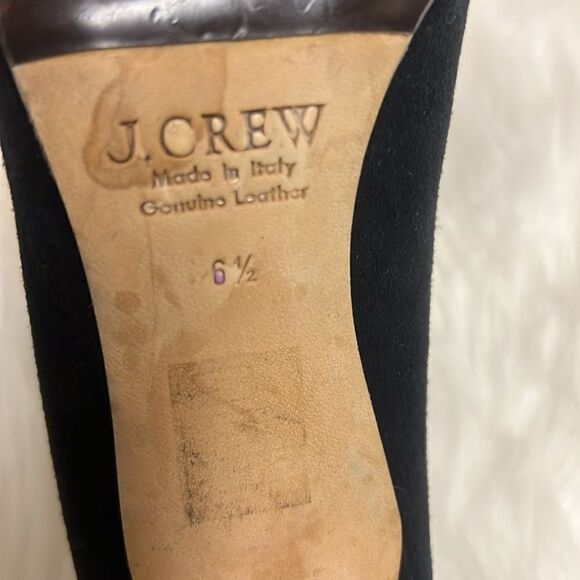 J. CREW
Made in Italy
Genuine Leather
6 ½